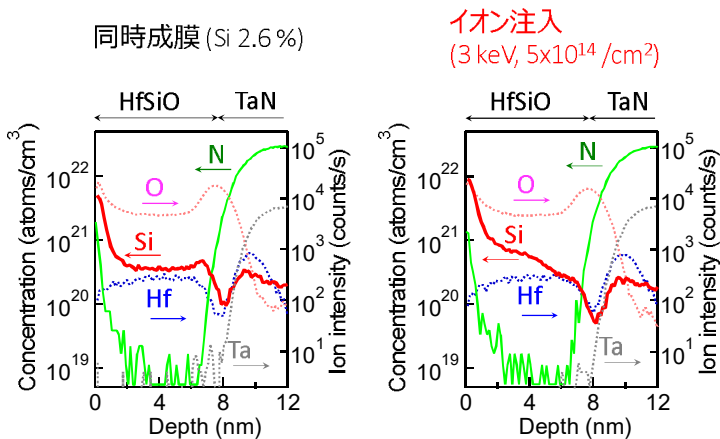 同時成膜 (Si 2.6 %)
イオン注入
(3 keV, 5x10¹⁴ /cm²)
HfSiO TaN
Concentration (atoms/cm³)
10²²
10²¹
10²⁰
10¹⁹
N
O
Si
Hf
Ta
10⁵
10⁴
10³
10²
10¹
Ion intensity (counts/s)
0 4 8 12
Depth (nm)
HfSiO TaN
Concentration (atoms/cm³)
10²²
10²¹
10²⁰
10¹⁹
N
O
Si
Hf
Ta
10⁵
10⁴
10³
10²
10¹
Ion intensity (counts/s)
0 4 8 12
Depth (nm)